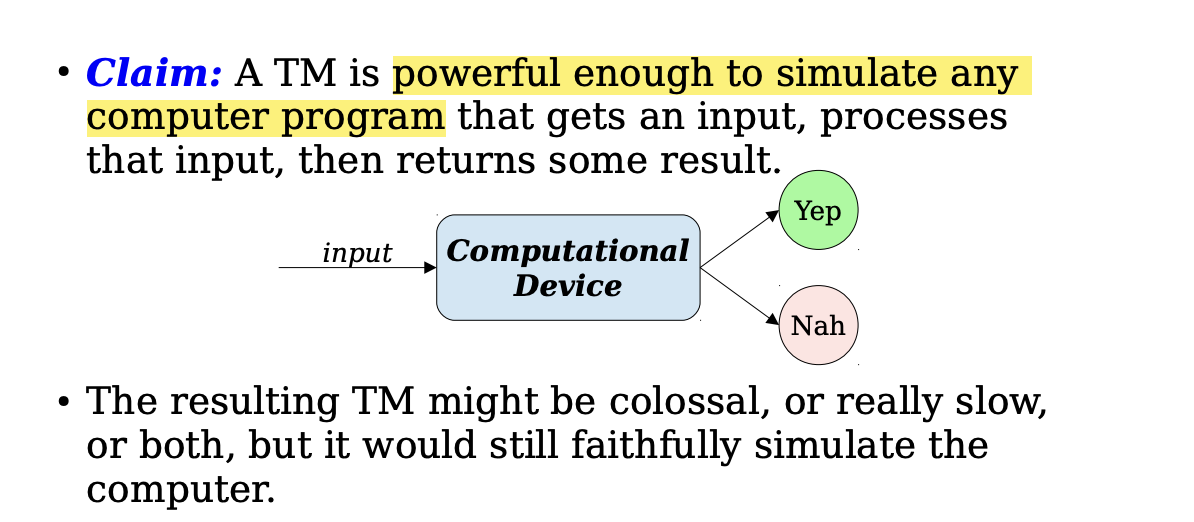 • Claim: A TM is powerful enough to simulate any
computer program that gets an input, processes
that input, then returns some result.
Yep
input
Computational
Device
Nah
• The resulting TM might be colossal, or really slow,
or both, but it would still faithfully simulate the
computer.